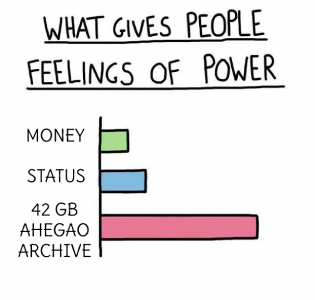 WHAT GIVES PEOPLE
FEELINGS OF POWER
MONEY
STATUS
42 GB
AHEGAO
ARCHIVE